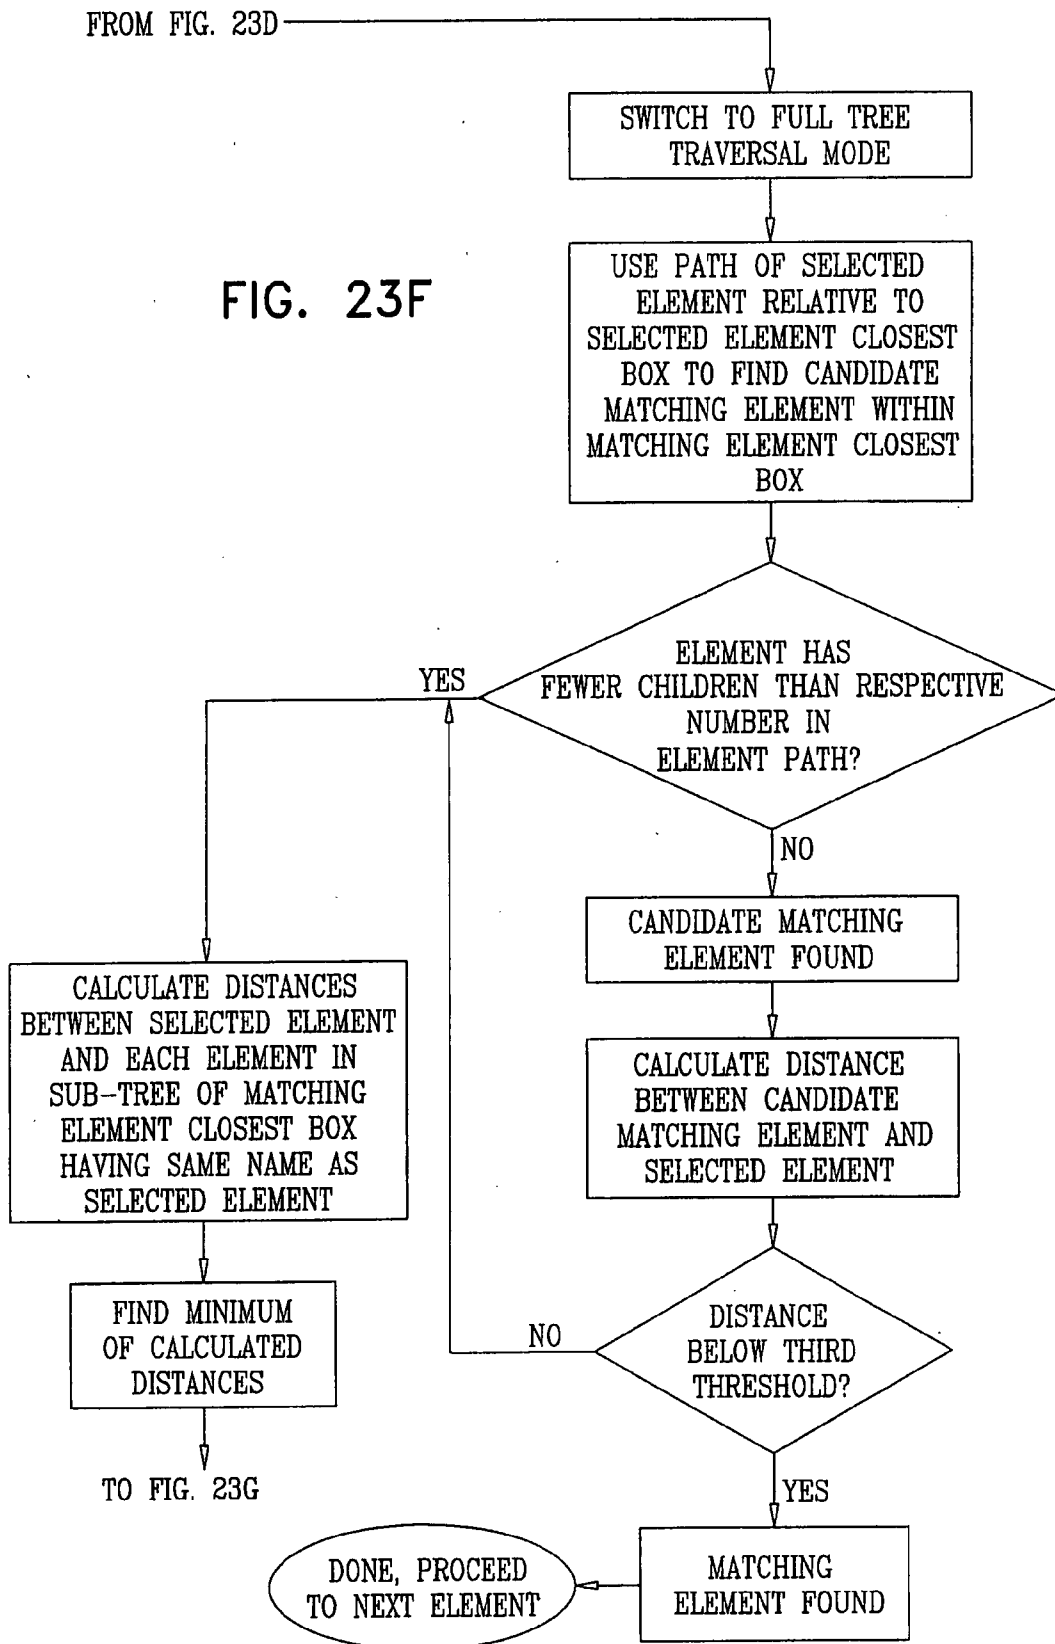 FROM FIG. 23D
SWITCH TO FULL TREE
TRAVERSAL MODE
FIG. 23F
USE PATH OF SELECTED
ELEMENT RELATIVE TO
SELECTED ELEMENT CLOSEST
BOX TO FIND CANDIDATE
MATCHING ELEMENT WITHIN
MATCHING ELEMENT CLOSEST
BOX
ELEMENT HAS
FEWER CHILDREN THAN RESPECTIVE
NUMBER IN
ELEMENT PATH?
YES
NO
CANDIDATE MATCHING
ELEMENT FOUND
CALCULATE DISTANCES
BETWEEN SELECTED ELEMENT
AND EACH ELEMENT IN
SUB-TREE OF MATCHING
ELEMENT CLOSEST BOX
HAVING SAME NAME AS
SELECTED ELEMENT
CALCULATE DISTANCE
BETWEEN CANDIDATE
MATCHING ELEMENT AND
SELECTED ELEMENT
FIND MINIMUM
OF CALCULATED
DISTANCES
NO
DISTANCE
BELOW THIRD
THRESHOLD?
TO FIG. 23G
YES
DONE, PROCEED
TO NEXT ELEMENT
MATCHING
ELEMENT FOUND